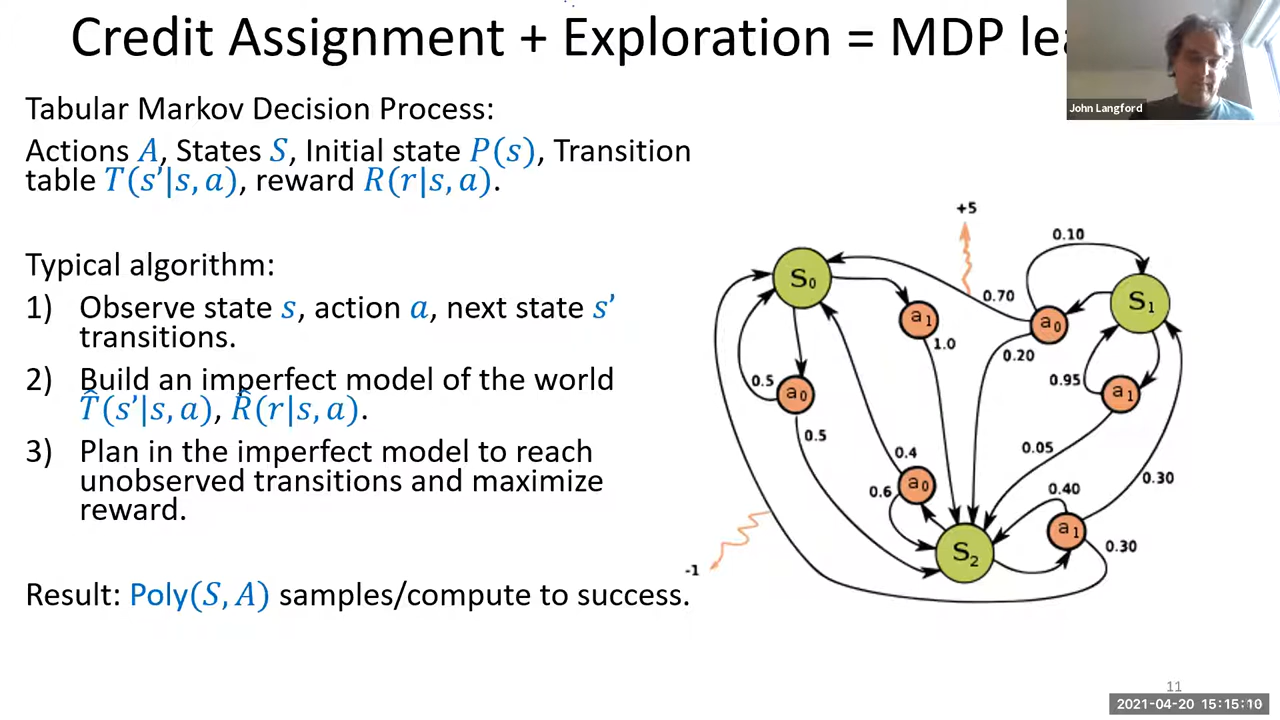 Credit Assignment + Exploration = MDP lea
John Langford
Tabular Markov Decision Process:
Actions A, States S, Initial state P(s), Transition
table T(s'|s, a), reward R(r|s, a).
Typical algorithm:
1) Observe state s, action a, next state s'
transitions.
2) Build an imperfect model of the world
T̂(s'|s, a), R̂(r|s, a).
3) Plan in the imperfect model to reach
unobserved transitions and maximize
reward.
Result: Poly(S, A) samples/compute to success.
+5
0.10
S₀
S₁
0.70
a₁
a₀
1.0
0.20
0.5
a₀
0.95
a₁
0.5
0.05
0.4
a₀
0.6
0.40
0.30
a₁
S₂
0.30
-1
11
2021-04-20 15:15:10